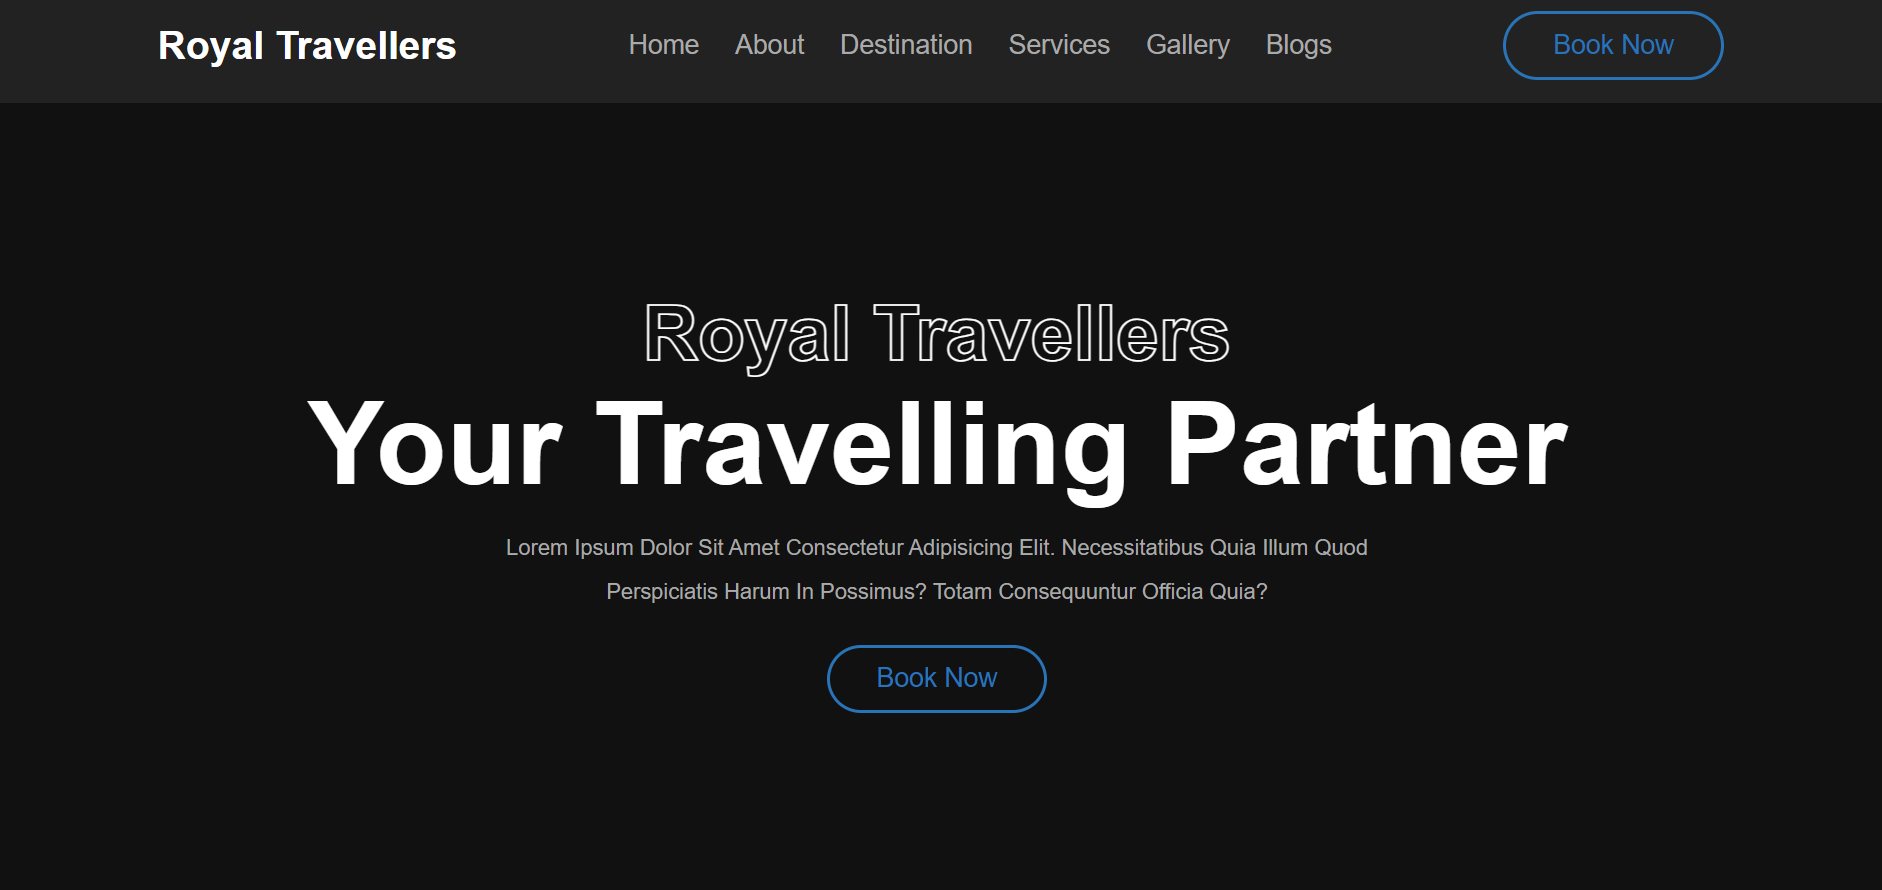 Royal Travellers
Home About Destination Services Gallery Blogs
Book Now
Royal Travellers
Your Travelling Partner
Lorem Ipsum Dolor Sit Amet Consectetur Adipisicing Elit. Necessitatibus Quia Illum Quod
Perspiciatis Harum In Possimus? Totam Consequuntur Officia Quia?
Book Now